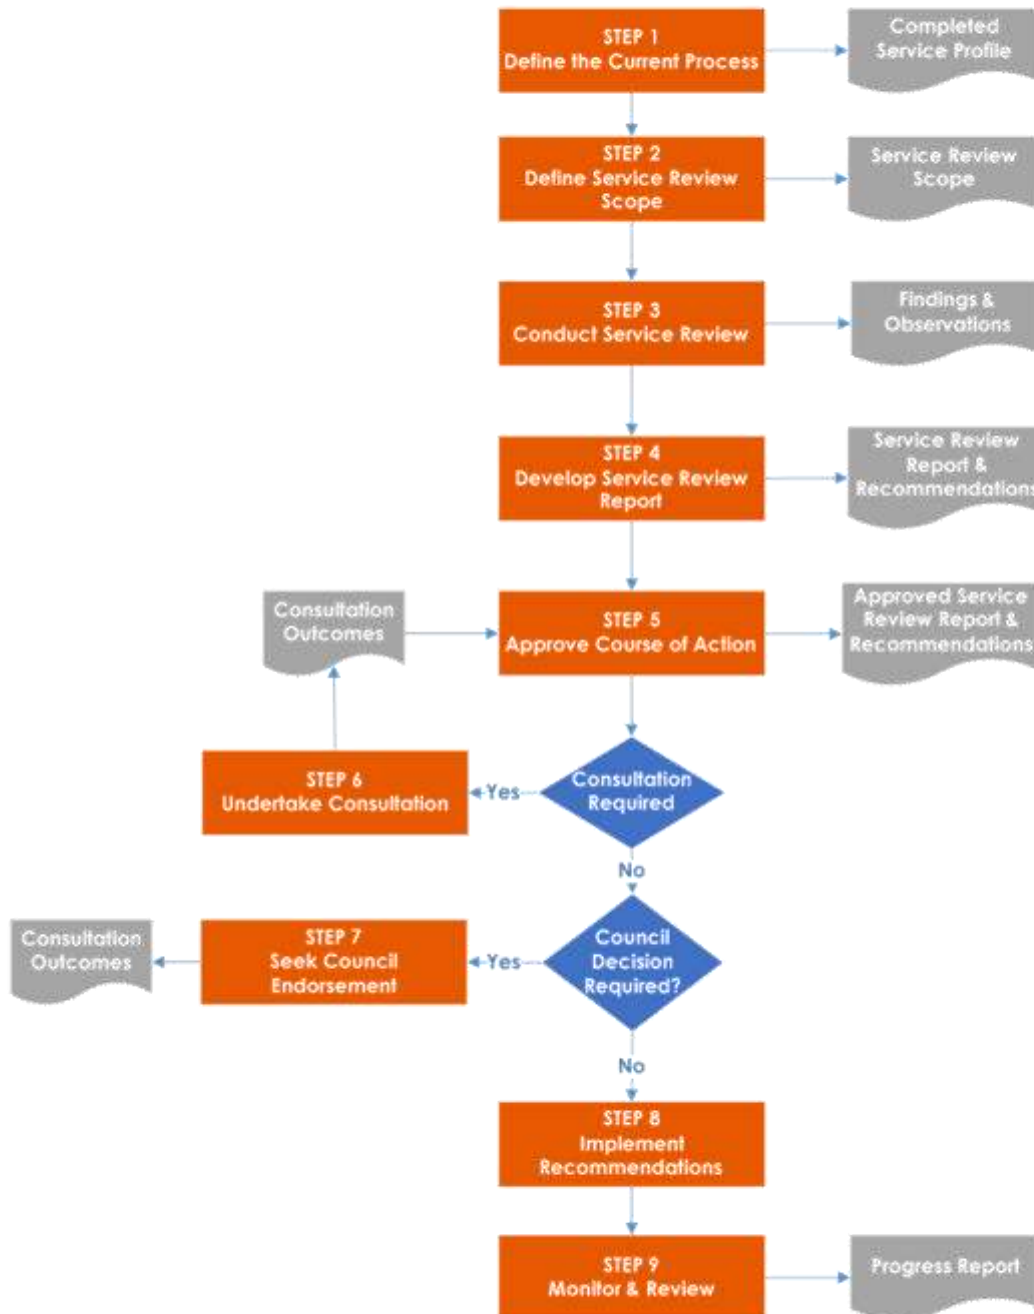 STEP 1
Define the Current Process
Completed
Service Profile
STEP 2
Define Service Review
Scope
Service Review
Scope
STEP 3
Conduct Service Review
Findings &
Observations
STEP 4
Develop Service Review
Report
Service Review
Report &
Recommendations
Consultation
Outcomes
STEP 5
Approve Course of Action
Approved Service
Review Report &
Recommendations
STEP 6
Undertake Consultation
Yes
Consultation
Required
No
Consultation
Outcomes
STEP 7
Seek Council
Endorsement
Yes
Council
Decision
Required?
No
STEP 8
Implement
Recommendations
STEP 9
Monitor & Review
Progress Report